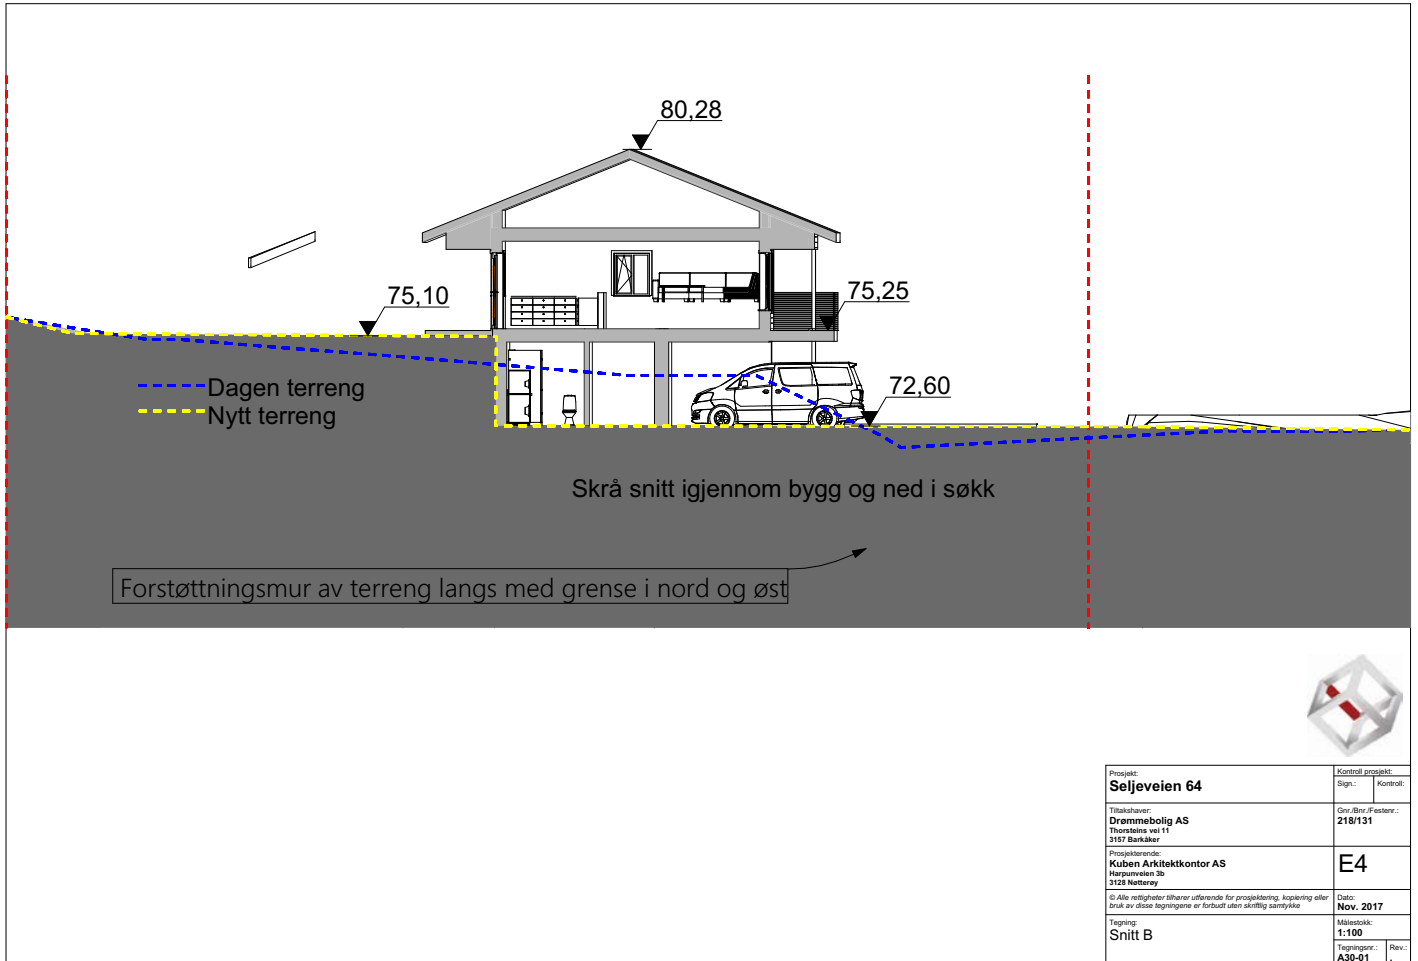 80,28
75,10
75,25
Dagen terreng
Nytt terreng
72,60
Skrå snitt igjennom bygg og ned i søkk
Forstøttningsmur av terreng langs med grense i nord og øst
Prosjekt:
Seljeveien 64
Kontroll prosjekt:
Sign.:
Kontroll:
Tiltakshaver:
Drømmebolig AS
Thorsteins vei 11
3157 Barkåker
Gnr./Bnr./Festenr.:
218/131
Prosjekterende:
Kuben Arkitektkontor AS
Harpunveien 3b
3128 Nøtterøy
E4
© Alle rettigheter tilhører utførende for prosjektering, kopiering eller
bruk av disse tegningene er forbudt uten skriftlig samtykke
Dato:
Nov. 2017
Tegning:
Snitt B
Målestokk:
1:100
Tegningsnr.:
A30-01
Rev.:
.